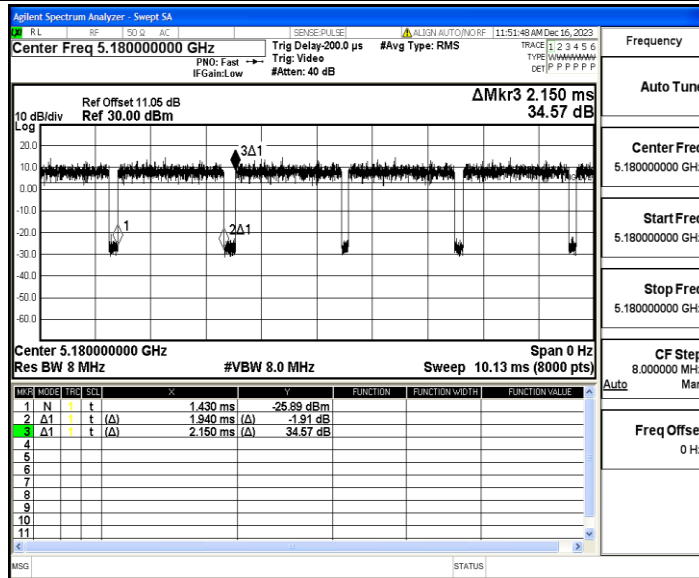 Agilent Spectrum Analyzer - Swept SA
RL RF 50 Ω AC SENSE:PULSE ALIGN AUTO/NO RF 11:51:48 AM Dec 16, 2023
Center Freq 5.180000000 GHz
PNO: Fast
IFGain:Low
Trig Delay-200.0 µs
Trig: Video
#Atten: 40 dB
#Avg Type: RMS
TRACE 1 2 3 4 5 6
TYPE WWWWWW
DET P P P P P P
10 dB/div
Log
Ref Offset 11.05 dB
Ref 30.00 dBm
ΔMkr3 2.150 ms
34.57 dB
20.0
10.0
0.00
-10.0
-20.0
-30.0
-40.0
-50.0
-60.0
3Δ1
1
2Δ1
Center 5.180000000 GHz
Span 0 Hz
Res BW 8 MHz
#VBW 8.0 MHz
Sweep 10.13 ms (8000 pts)
MKR MODE TRC SCL X Y FUNCTION FUNCTION WIDTH FUNCTION VALUE
1 N 1 t 1.430 ms -25.89 dBm
2 Δ1 1 t (Δ) 1.940 ms (Δ) -1.91 dB
3 Δ1 1 t (Δ) 2.150 ms (Δ) 34.57 dB
4
5
6
7
8
9
10
11
MSG STATUS
Frequency
Auto Tune
Center Freq
5.180000000 GHz
Start Freq
5.180000000 GHz
Stop Freq
5.180000000 GHz
CF Step
8.000000 MHz
Auto Man
Freq Offset
0 Hz